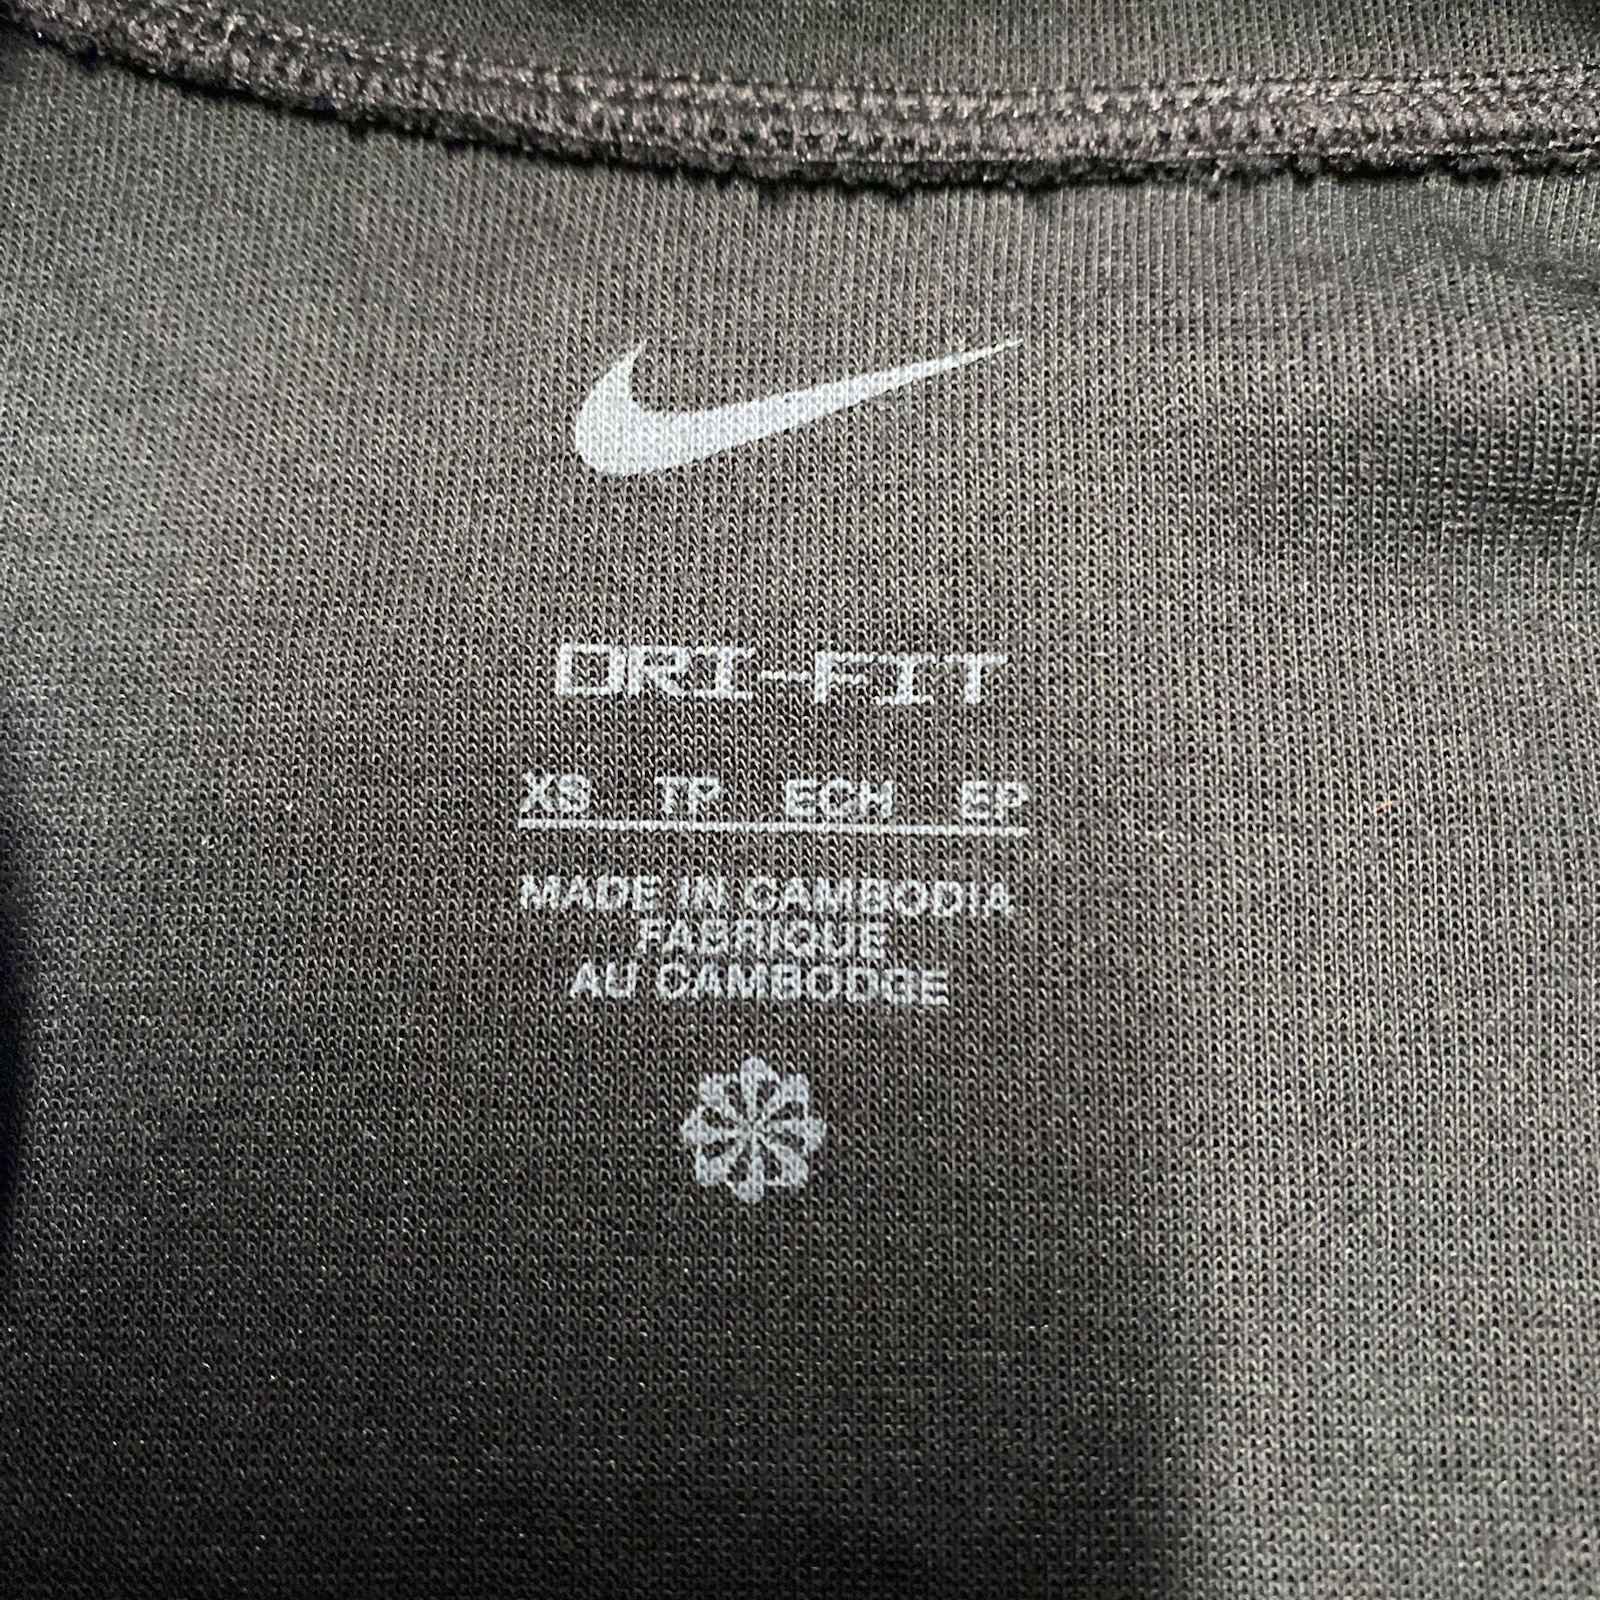 DRI-FIT
XS TP ECH EP
MADE IN CAMBODIA
FABRIQUE
AU CAMBODGE